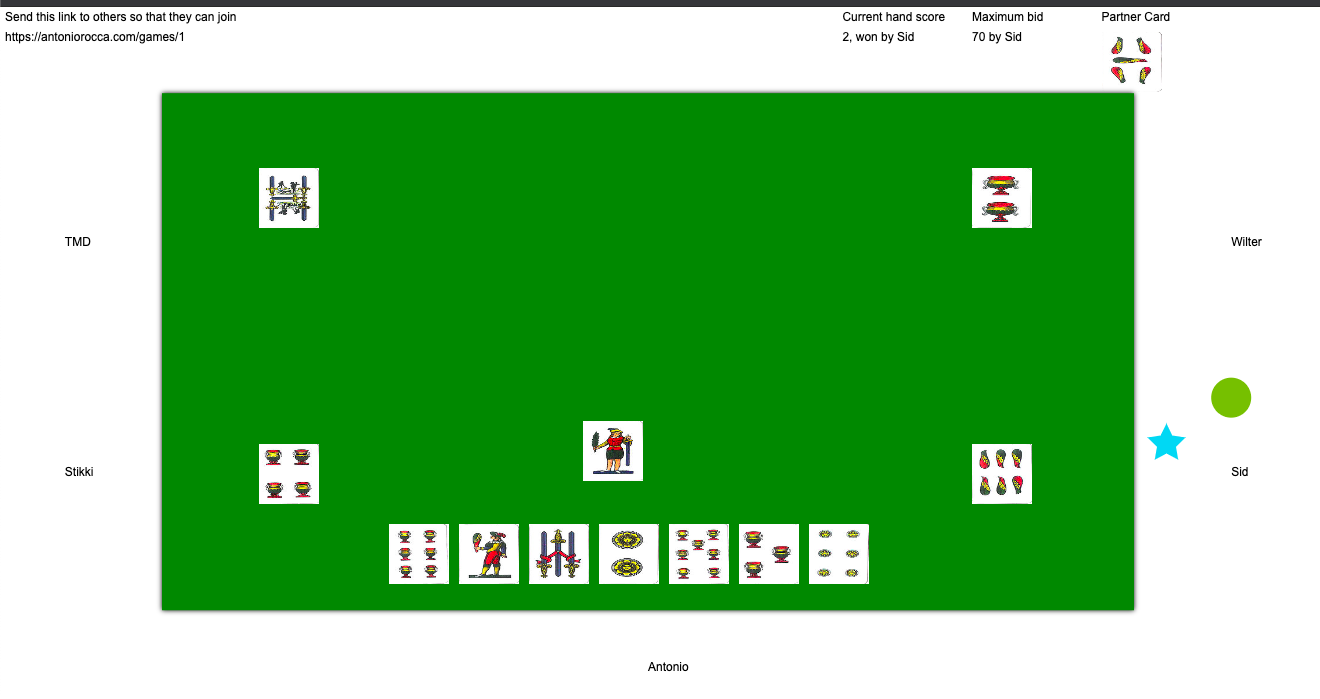 Send this link to others so that they can join
https://antoniorocca.com/games/1
Current hand score
2, won by Sid
Maximum bid
70 by Sid
Partner Card
TMD
Wilter
Stikki
Sid
Antonio